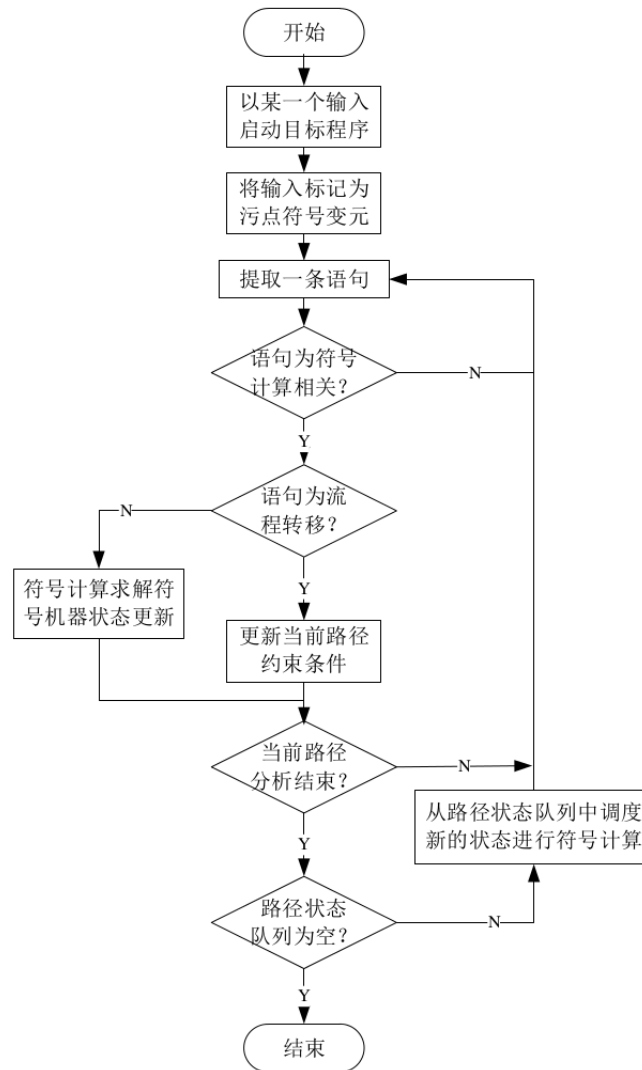 开始
以某一个输入
启动目标程序
将输入标记为
污点符号变元
提取一条语句
语句为符号
计算相关?
N
Y
语句为流
程转移?
N
Y
符号计算求解符
号机器状态更新
更新当前路径
约束条件
当前路径
分析结束?
N
Y
从路径状态队列中调度
新的状态进行符号计算
路径状态
队列为空?
N
Y
结束